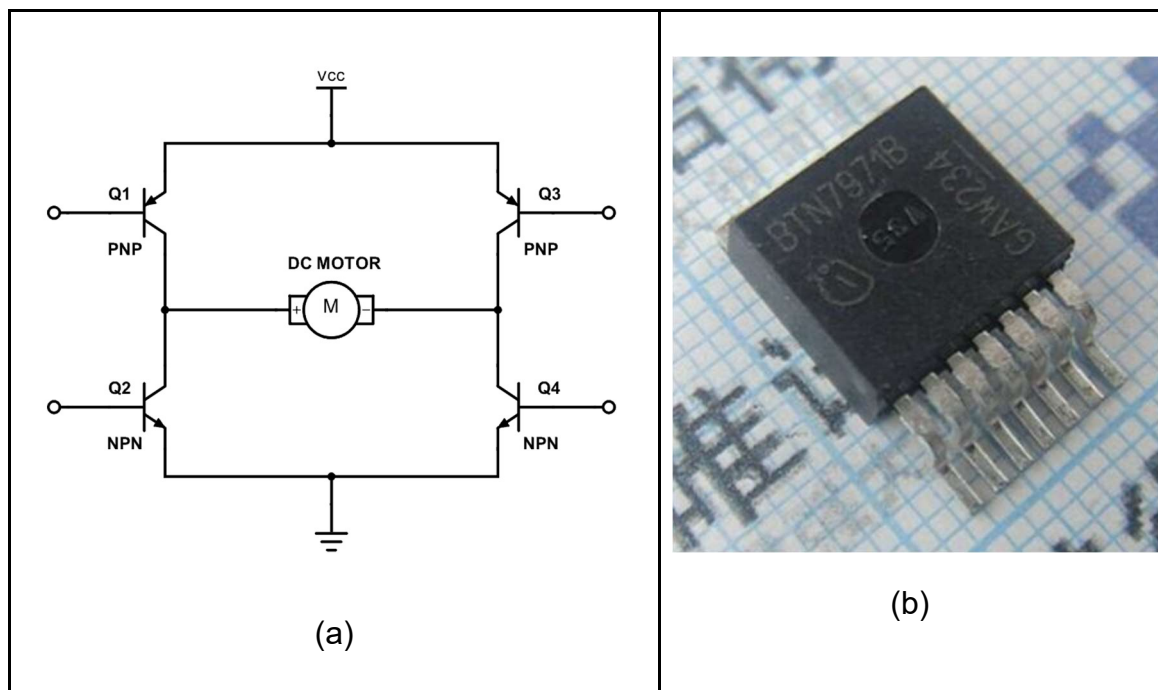 Vcc
Q1
Q3
PNP
PNP
DC MOTOR
+ M −
Q2
Q4
NPN
NPN
(a)
BTN7971B
GAW234
V35
(b)